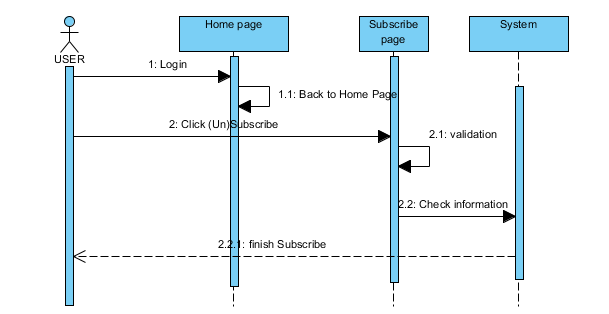 Home page
Subscribe
page
System
USER
1: Login
1.1: Back to Home Page
2: Click (Un)Subscribe
2.1: validation
2.2: Check information
2.2.1: finish Subscribe